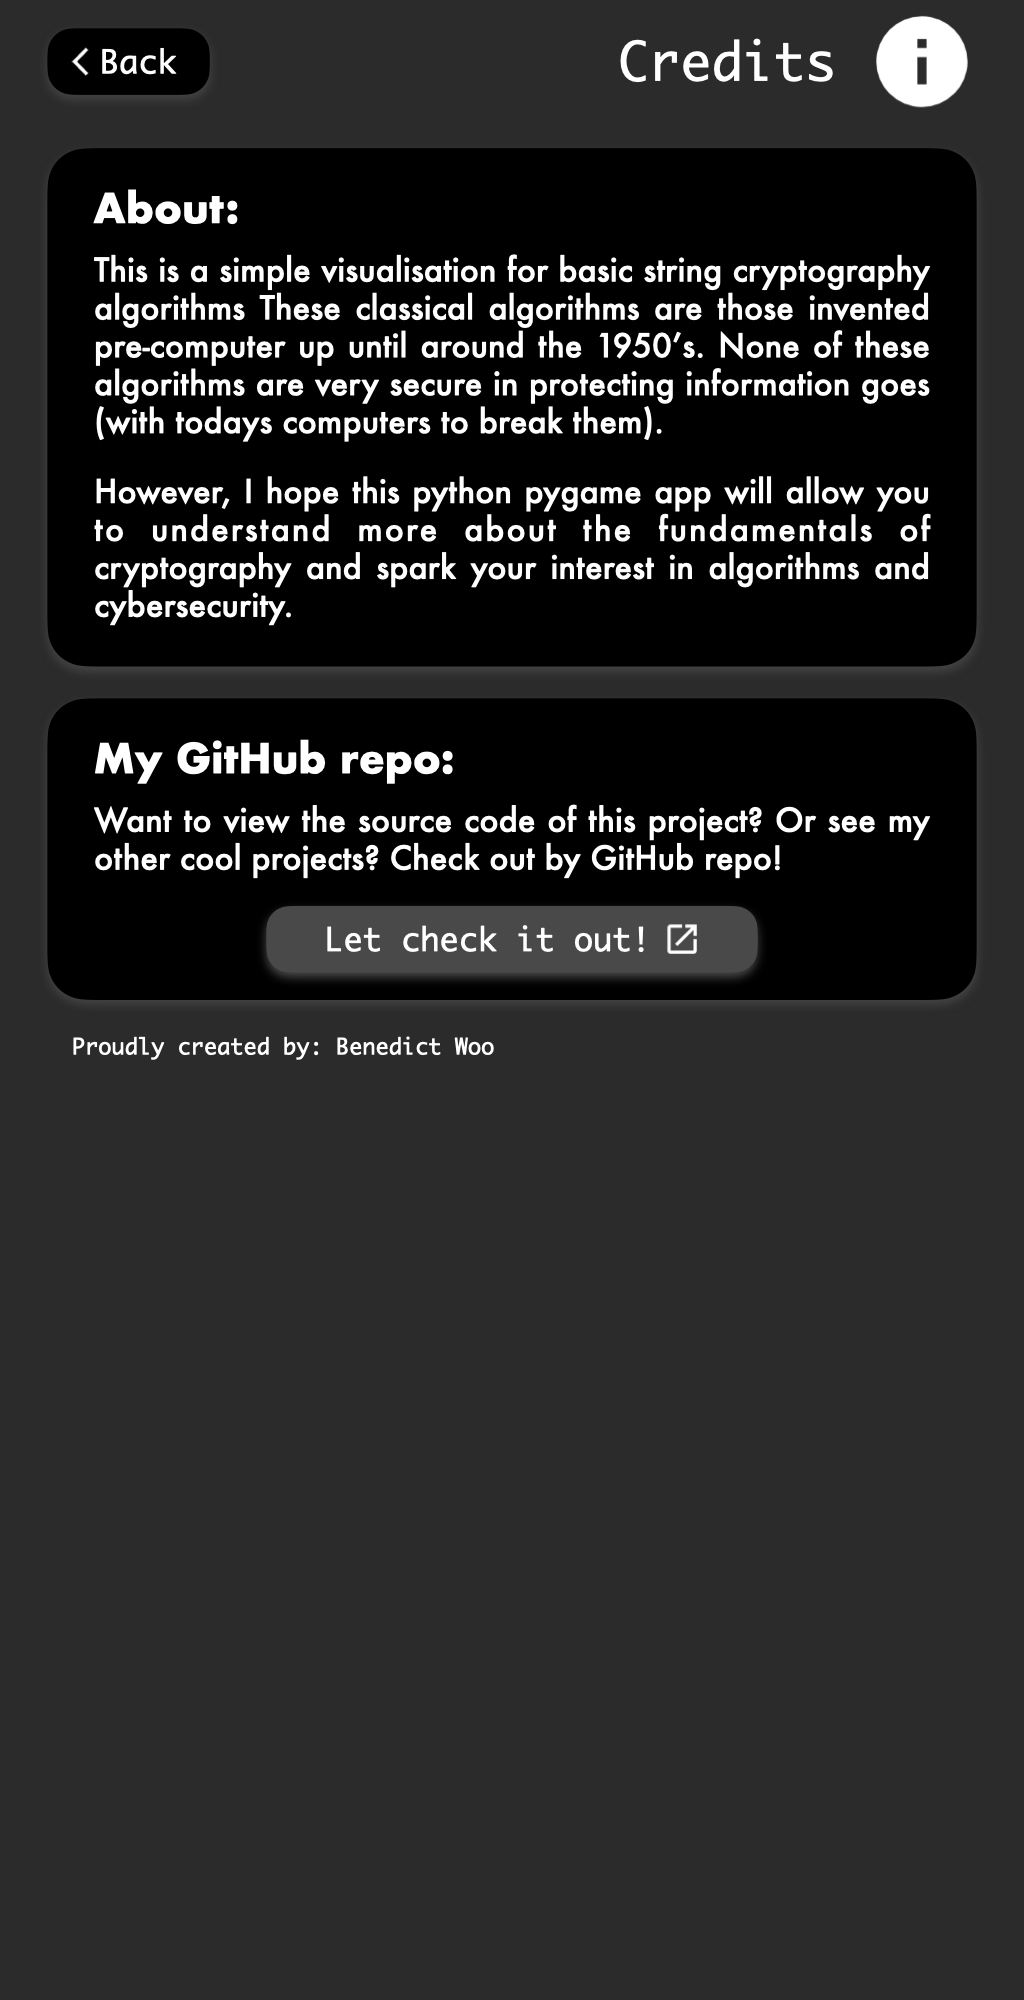 Back
Credits
About:
This is a simple visualisation for basic string cryptography
algorithms These classical algorithms are those invented
pre-computer up until around the 1950's. None of these
algorithms are very secure in protecting information goes
(with todays computers to break them).
However, I hope this python pygame app will allow you
to understand more about the fundamentals of
cryptography and spark your interest in algorithms and
cybersecurity.
My GitHub repo:
Want to view the source code of this project? Or see my
other cool projects? Check out by GitHub repo!
Let check it out!
Proudly created by: Benedict Woo